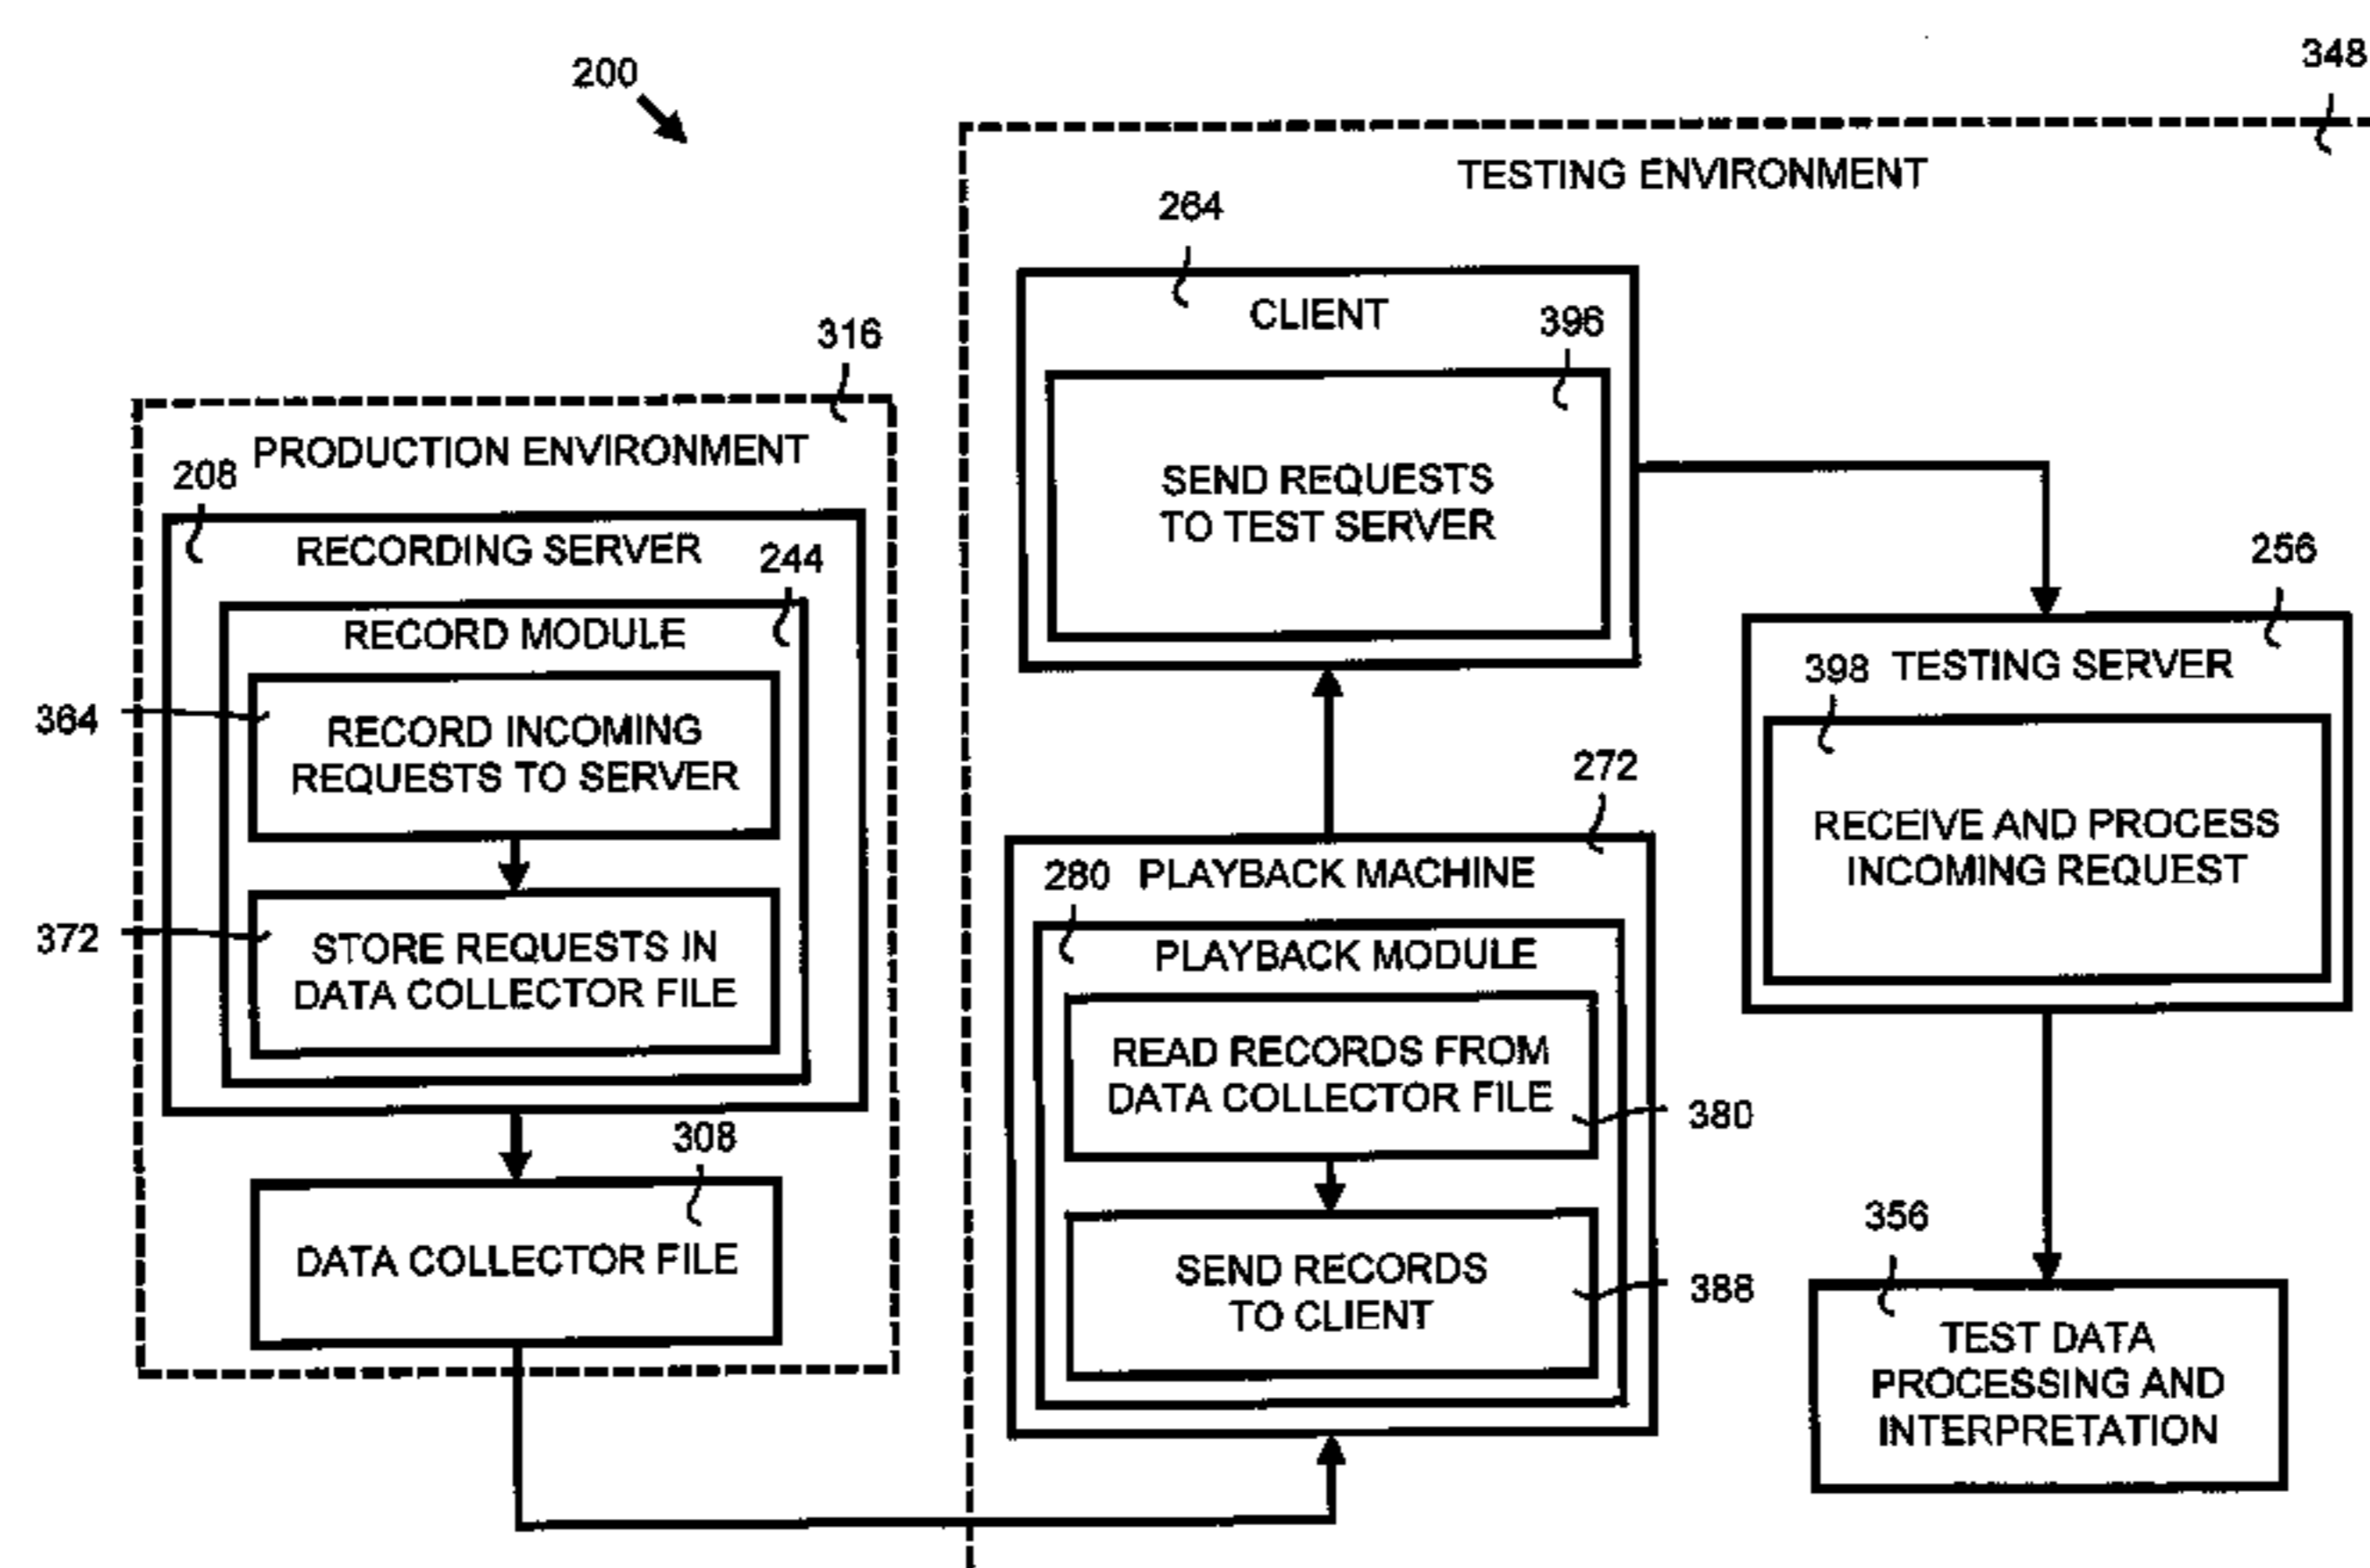 200
348
TESTING ENVIRONMENT
264
CLIENT
396
SEND REQUESTS
TO TEST SERVER
316
PRODUCTION ENVIRONMENT
208
RECORDING SERVER
244
RECORD MODULE
364
RECORD INCOMING
REQUESTS TO SERVER
372
STORE REQUESTS IN
DATA COLLECTOR FILE
308
DATA COLLECTOR FILE
272
280 PLAYBACK MACHINE
PLAYBACK MODULE
READ RECORDS FROM
DATA COLLECTOR FILE
380
SEND RECORDS
TO CLIENT
388
256
398 TESTING SERVER
RECEIVE AND PROCESS
INCOMING REQUEST
356
TEST DATA
PROCESSING AND
INTERPRETATION